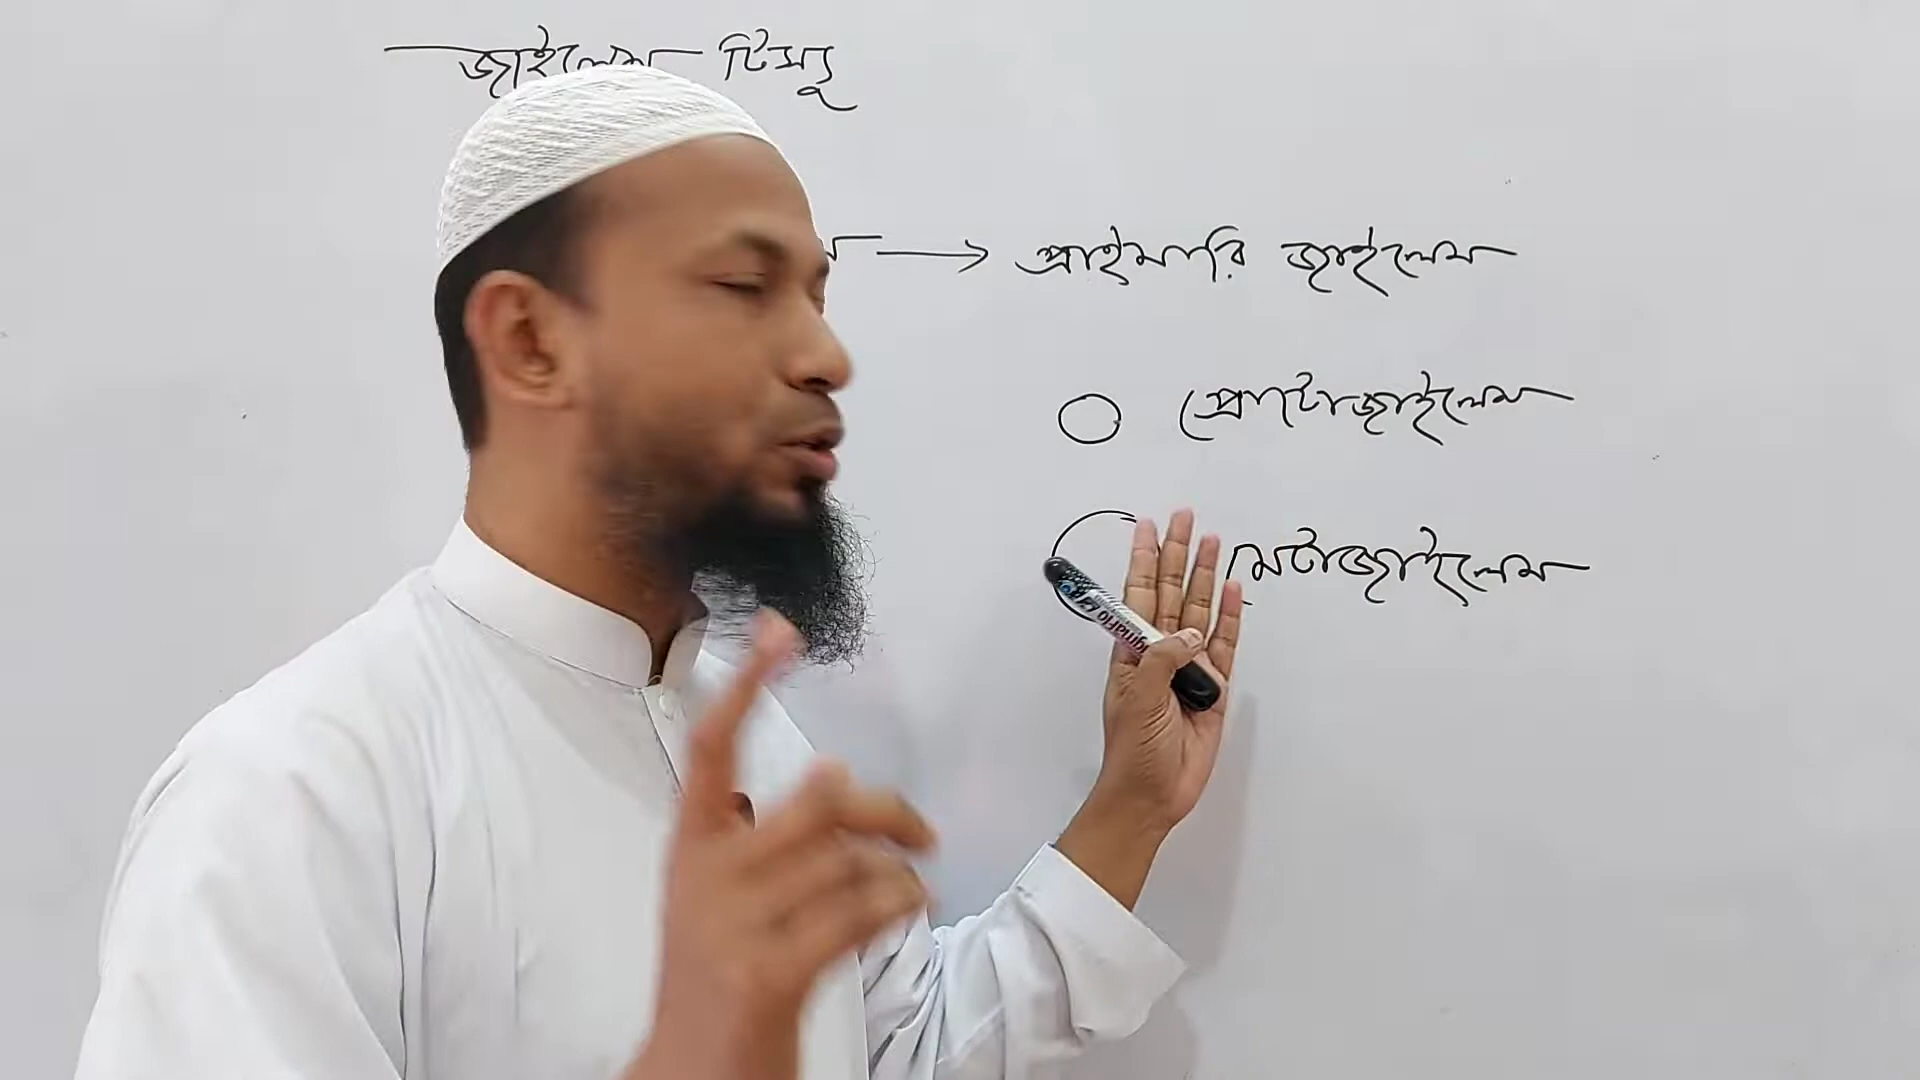 জাইলেম টিস্যু
প্রাইমারি জাইলেম
প্রোটোজাইলেম
মেটাজাইলেম